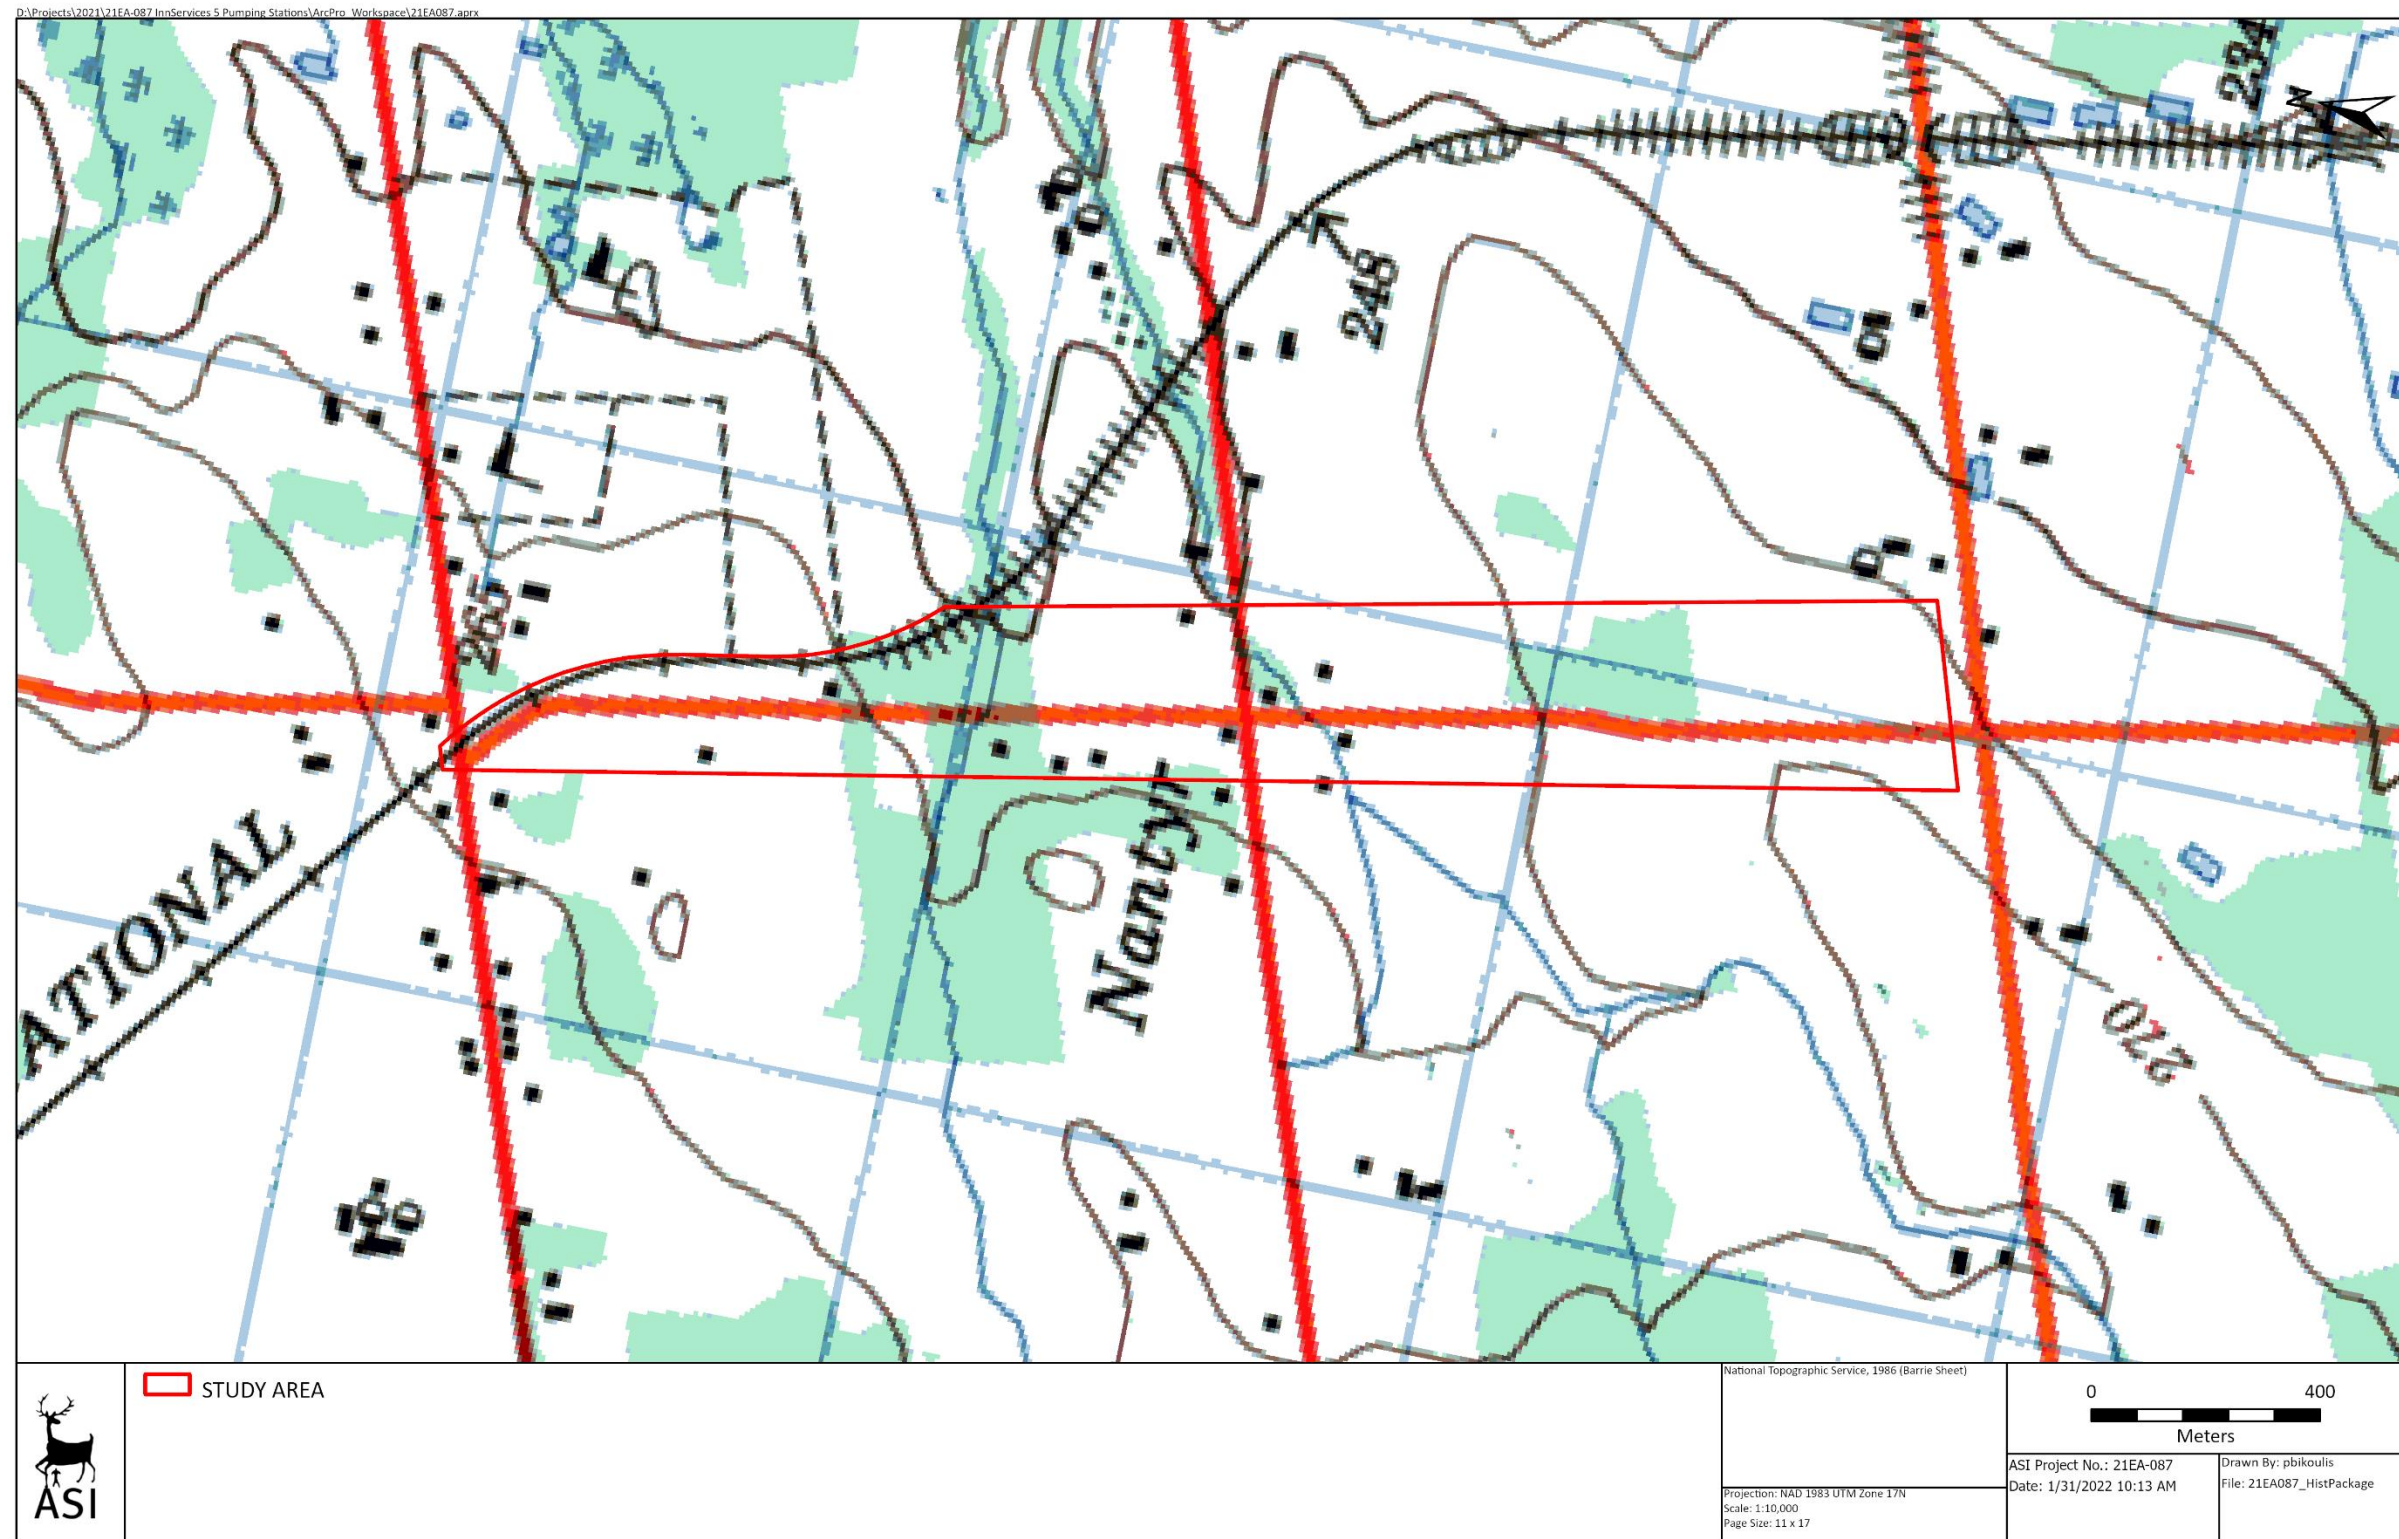 D:\Projects\2021\21EA-087 InnServices 5 Pumping Stations\ArcPro_Workspace\21EA087.aprx
234
N
248
265
ATIONAL
Nantyr
220
STUDY AREA
ASI
National Topographic Service, 1986 (Barrie Sheet)
Projection: NAD 1983 UTM Zone 17N
Scale: 1:10,000
Page Size: 11 x 17
0 400
Meters
ASI Project No.: 21EA-087
Date: 1/31/2022 10:13 AM
Drawn By: pbikoulis
File: 21EA087_HistPackage